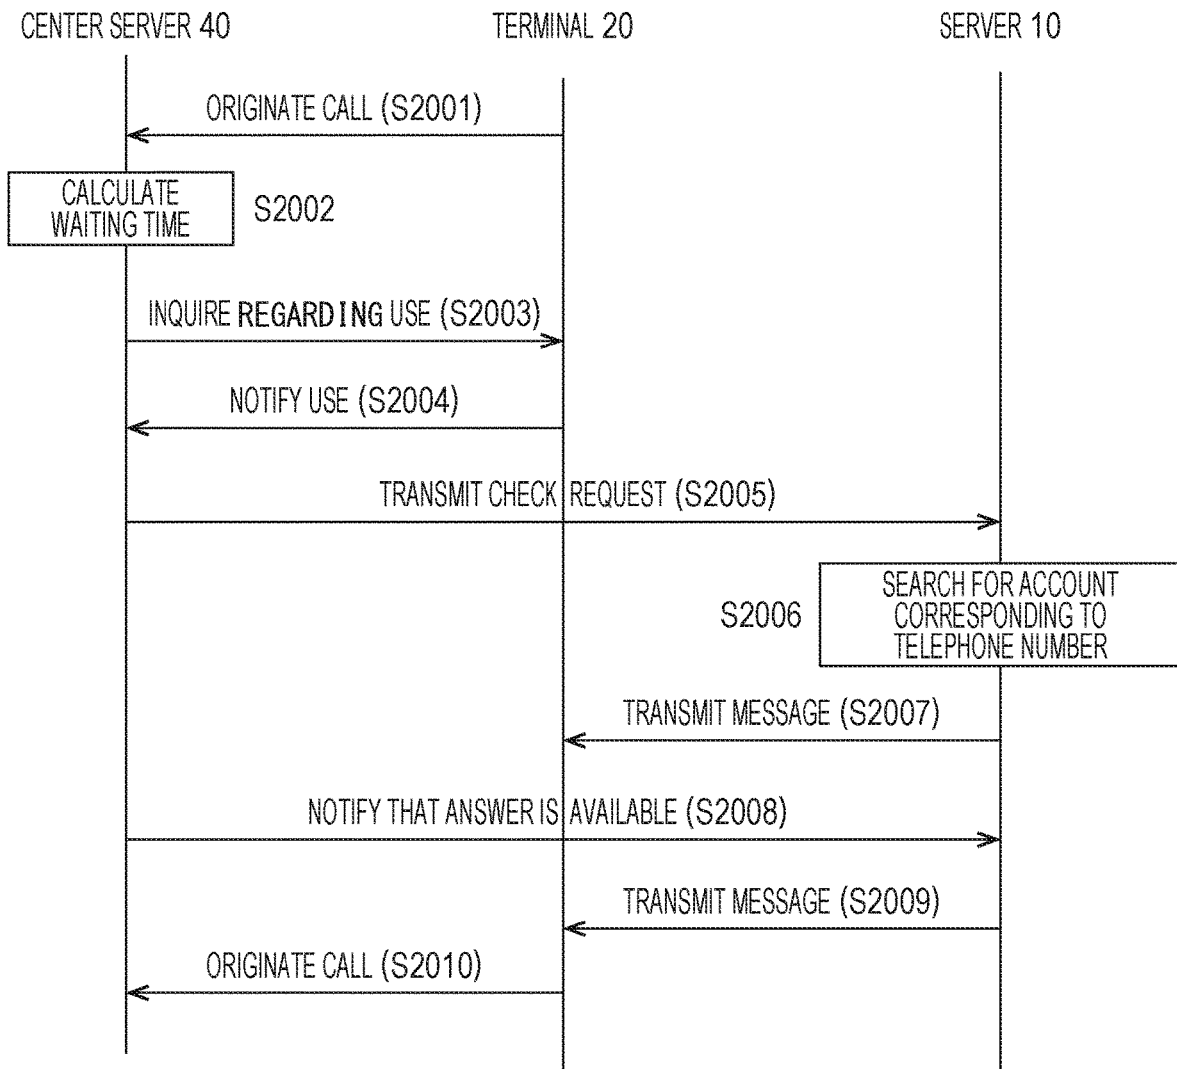 CENTER SERVER 40
TERMINAL 20
SERVER 10
ORIGINATE CALL (S2001)
CALCULATE
WAITING TIME
S2002
INQUIRE REGARDING USE (S2003)
NOTIFY USE (S2004)
TRANSMIT CHECK REQUEST (S2005)
SEARCH FOR ACCOUNT
CORRESPONDING TO
TELEPHONE NUMBER
S2006
TRANSMIT MESSAGE (S2007)
NOTIFY THAT ANSWER IS AVAILABLE (S2008)
TRANSMIT MESSAGE (S2009)
ORIGINATE CALL (S2010)